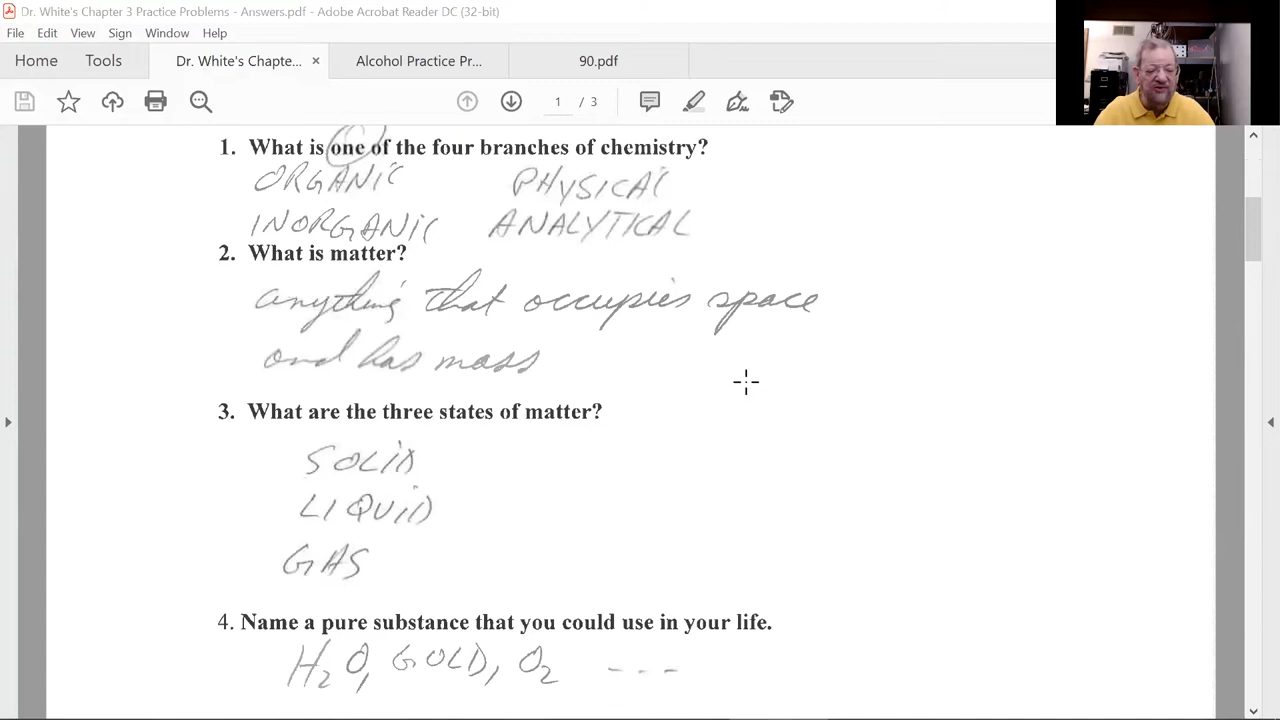 Dr. White's Chapter 3 Practice Problems - Answers.pdf - Adobe Acrobat Reader DC (32-bit)
File Edit View Sign Window Help
Home Tools Dr. White's Chapte... × Alcohol Practice Pr... 90.pdf
1 / 3
1. What is one of the four branches of chemistry?
ORGANIC PHYSICAL
INORGANIC ANALYTICAL
2. What is matter?
anything that occupies space
and has mass
3. What are the three states of matter?
SOLID
LIQUID
GAS
4. Name a pure substance that you could use in your life.
H₂O, GOLD, O₂ ---